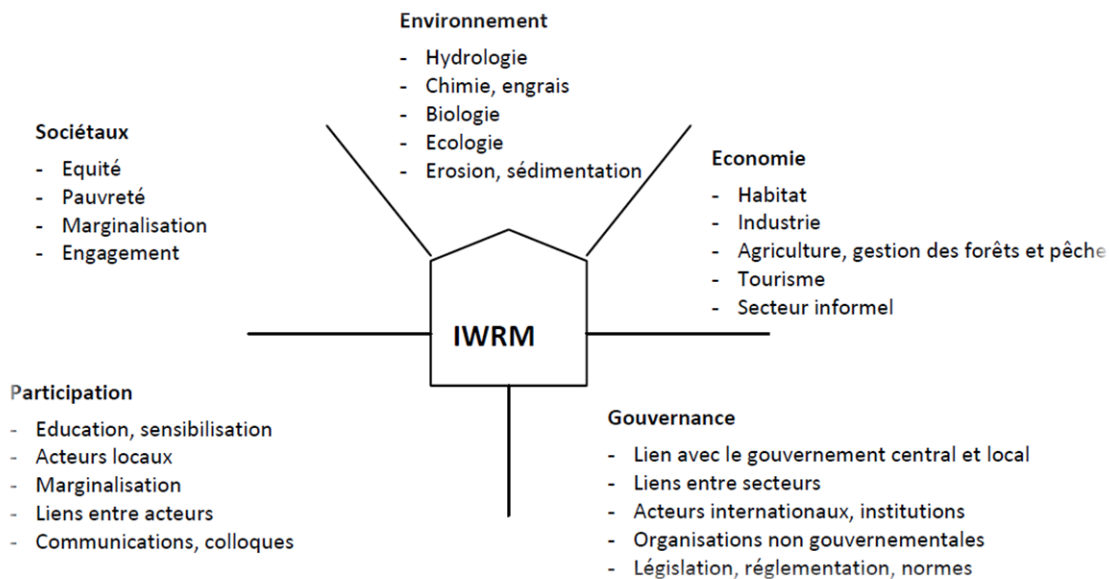 Environnement
- Hydrologie
- Chimie, engrais
- Biologie
- Ecologie
- Erosion, sédimentation
Sociétaux
- Equité
- Pauvreté
- Marginalisation
- Engagement
Economie
- Habitat
- Industrie
- Agriculture, gestion des forêts et pêche
- Tourisme
- Secteur informel
IWRM
Participation
- Education, sensibilisation
- Acteurs locaux
- Marginalisation
- Liens entre acteurs
- Communications, colloques
Gouvernance
- Lien avec le gouvernement central et local
- Liens entre secteurs
- Acteurs internationaux, institutions
- Organisations non gouvernementales
- Législation, réglementation, normes